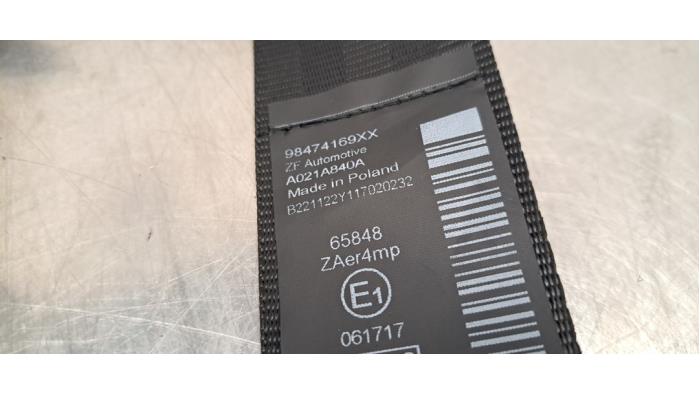 98474169XX
ZF Automotive
A021A840A
Made in Poland
B221122Y117020232
65848
ZAer4mp
E1
061717